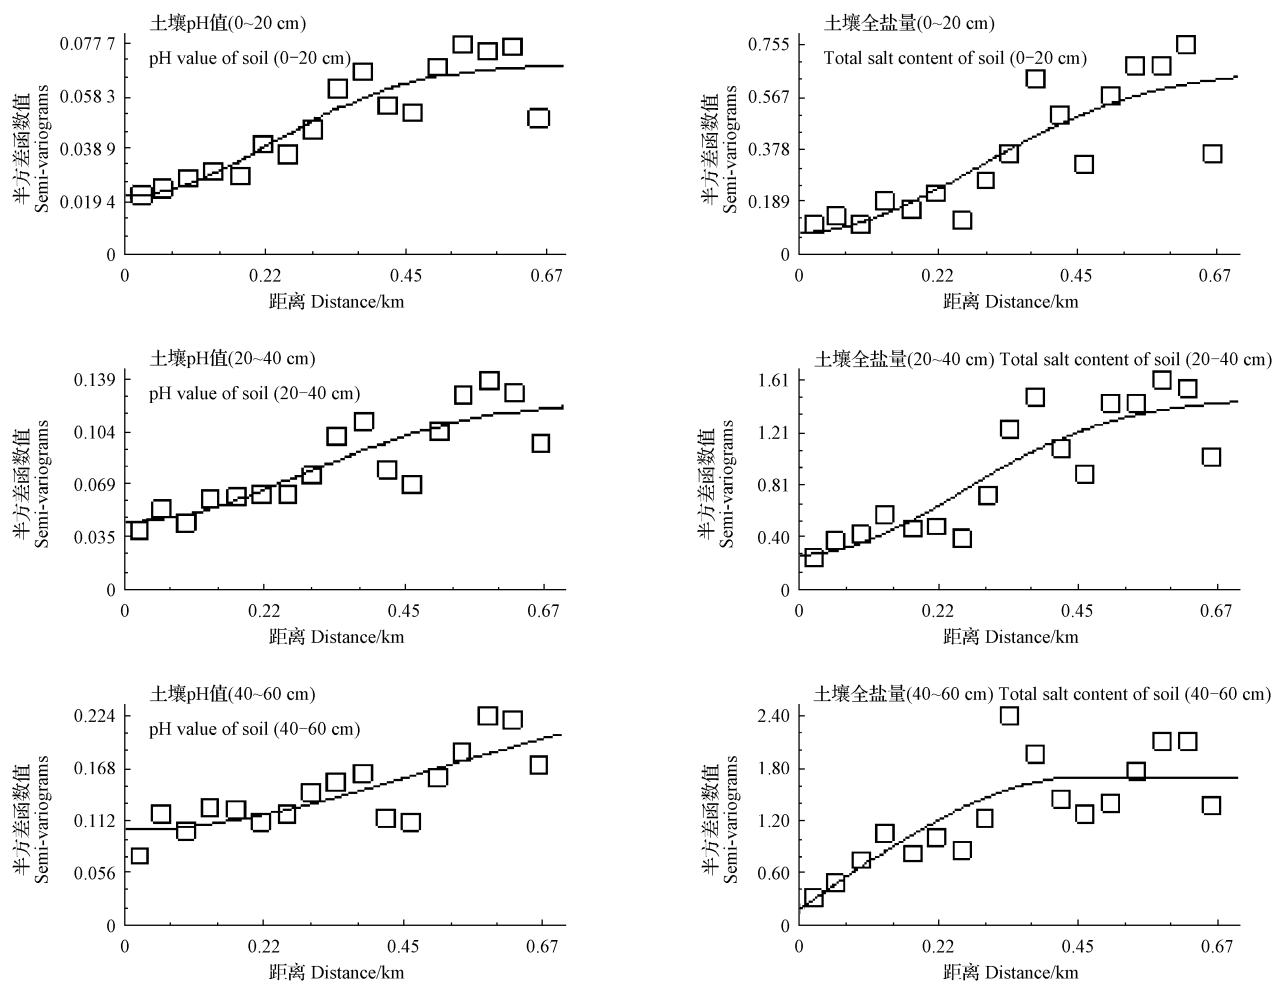 土壤pH值(0~20 cm)
pH value of soil (0−20 cm)
0.077 7
0.058 3
0.038 9
0.019 4
0
半方差函数值
Semi-variograms
0 0.22 0.45 0.67
距离 Distance/km
土壤全盐量(0~20 cm)
Total salt content of soil (0−20 cm)
0.755
0.567
0.378
0.189
0
半方差函数值
Semi-variograms
0 0.22 0.45 0.67
距离 Distance/km
土壤pH值(20~40 cm)
pH value of soil (20−40 cm)
0.139
0.104
0.069
0.035
0
半方差函数值
Semi-variograms
0 0.22 0.45 0.67
距离 Distance/km
土壤全盐量(20~40 cm) Total salt content of soil (20−40 cm)
1.61
1.21
0.81
0.40
0
半方差函数值
Semi-variograms
0 0.22 0.45 0.67
距离 Distance/km
土壤pH值(40~60 cm)
pH value of soil (40−60 cm)
0.224
0.168
0.112
0.056
0
半方差函数值
Semi-variograms
0 0.22 0.45 0.67
距离 Distance/km
土壤全盐量(40~60 cm) Total salt content of soil (40−60 cm)
2.40
1.80
1.20
0.60
0
半方差函数值
Semi-variograms
0 0.22 0.45 0.67
距离 Distance/km